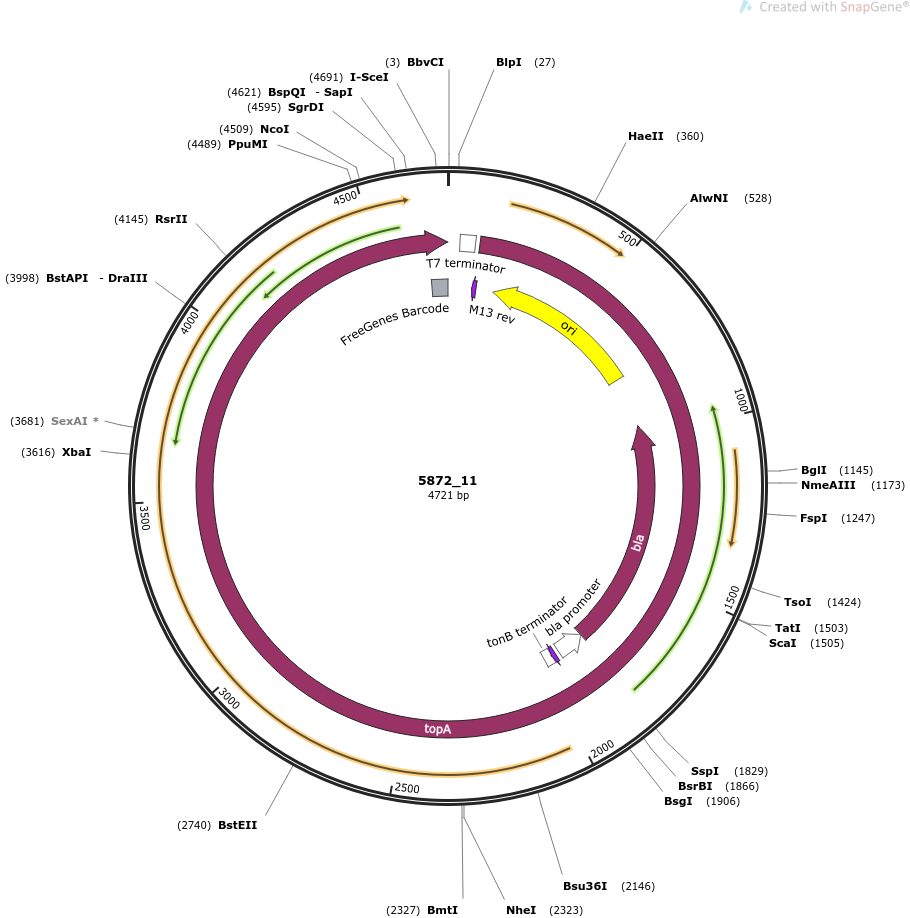 Created with SnapGene®
(3) BbvCI
BlpI (27)
(4691) I-SceI
(4621) BspQI - SapI
(4595) SgrDI
(4509) NcoI
(4489) PpuMI
HaeII (360)
AlwNI (528)
(4145) RsrII
(3998) BstAPI - DraIII
(3681) SexAI *
(3616) XbaI
4500
500
4000
1000
3500
1500
3000
2500
2000
T7 terminator
FreeGenes Barcode
M13 rev
ori
5872_11
4721 bp
bla
bla promoter
tonB terminator
topA
BglI (1145)
NmeAIII (1173)
FspI (1247)
TsoI (1424)
TatI (1503)
ScaI (1505)
SspI (1829)
BsrBI (1866)
BsgI (1906)
(2740) BstEII
Bsu36I (2146)
(2327) BmtI
NheI (2323)